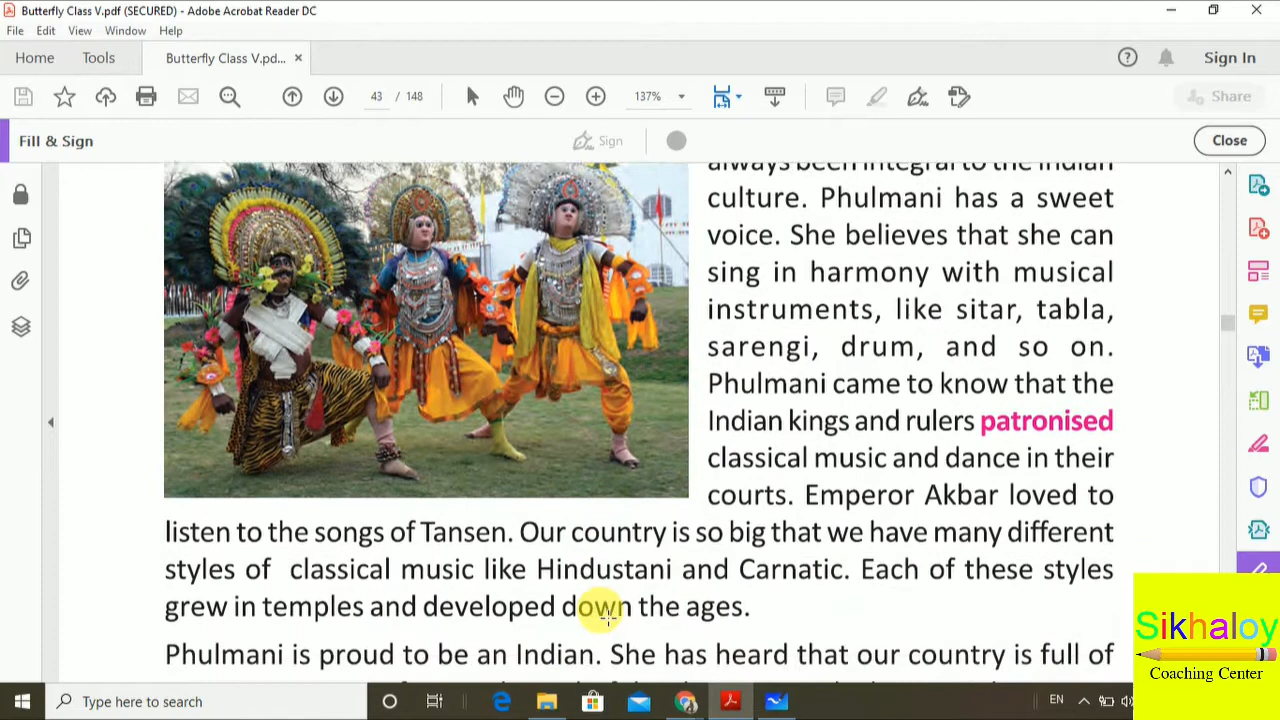 Butterfly Class V.pdf (SECURED) - Adobe Acrobat Reader DC
File Edit View Window Help
Home Tools Butterfly Class V.pd... × Sign In
43 / 148 137% Share
Fill & Sign Sign Close
always been integral to the Indian
culture. Phulmani has a sweet
voice. She believes that she can
sing in harmony with musical
instruments, like sitar, tabla,
sarengi, drum, and so on.
Phulmani came to know that the
Indian kings and rulers patronised
classical music and dance in their
courts. Emperor Akbar loved to
listen to the songs of Tansen. Our country is so big that we have many different
styles of classical music like Hindustani and Carnatic. Each of these styles
grew in temples and developed down the ages.
Phulmani is proud to be an Indian. She has heard that our country is full of
Sikhaloy
Coaching Center
Type here to search EN